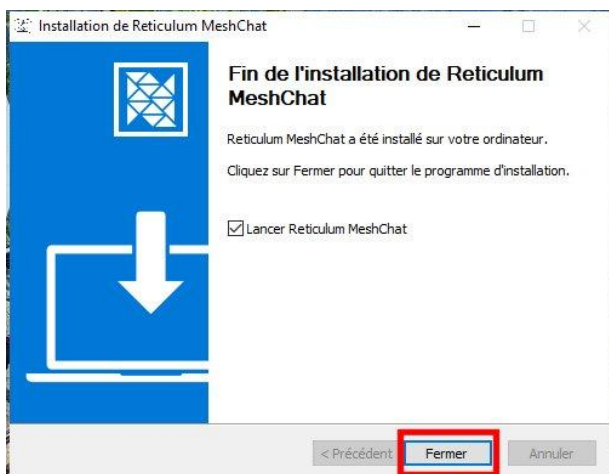 Installation de Reticulum MeshChat
Fin de l'installation de Reticulum
MeshChat
Reticulum MeshChat a été installé sur votre ordinateur.
Cliquez sur Fermer pour quitter le programme d'installation.
Lancer Reticulum MeshChat
< Précédent
Fermer
Annuler